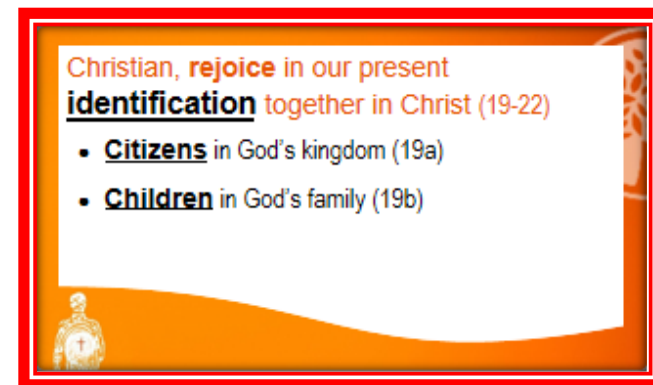 Christian, rejoice in our present
identification together in Christ (19-22)
• Citizens in God's kingdom (19a)
• Children in God's family (19b)